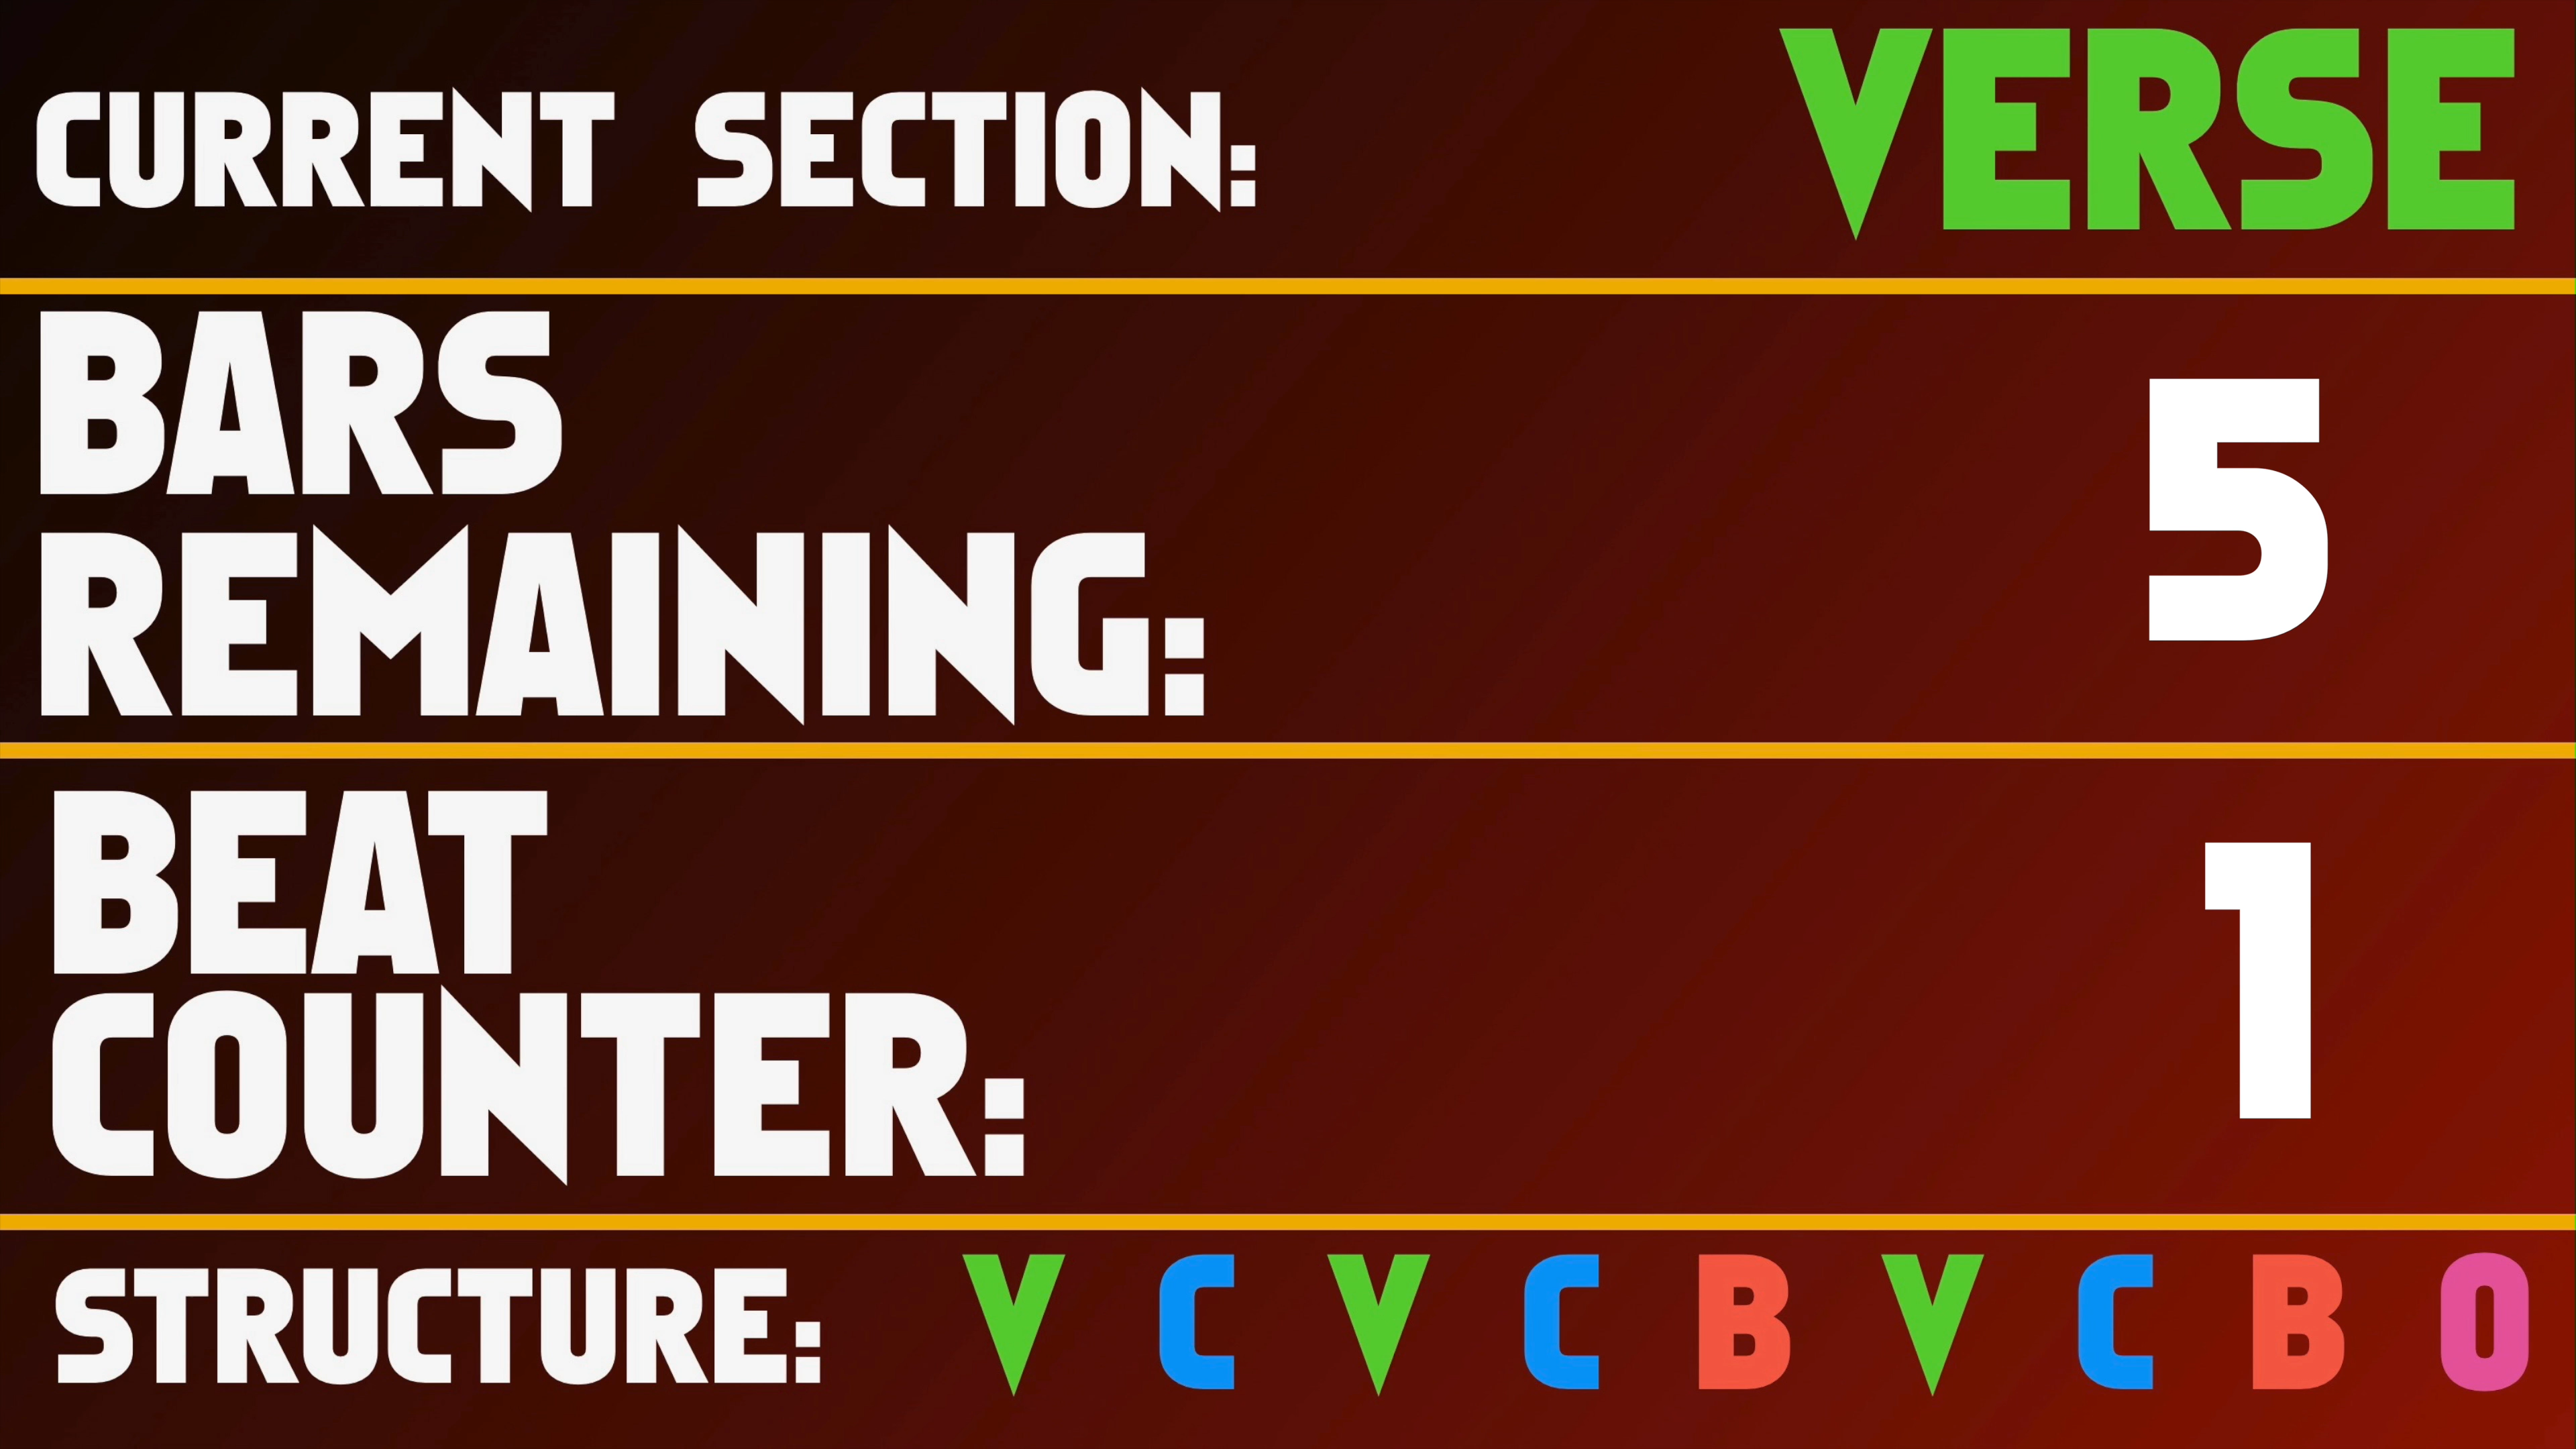 CURRENT SECTION: VERSE
BARS
REMAINING: 5
BEAT
COUNTER: 1
STRUCTURE: V C V C B V C B O